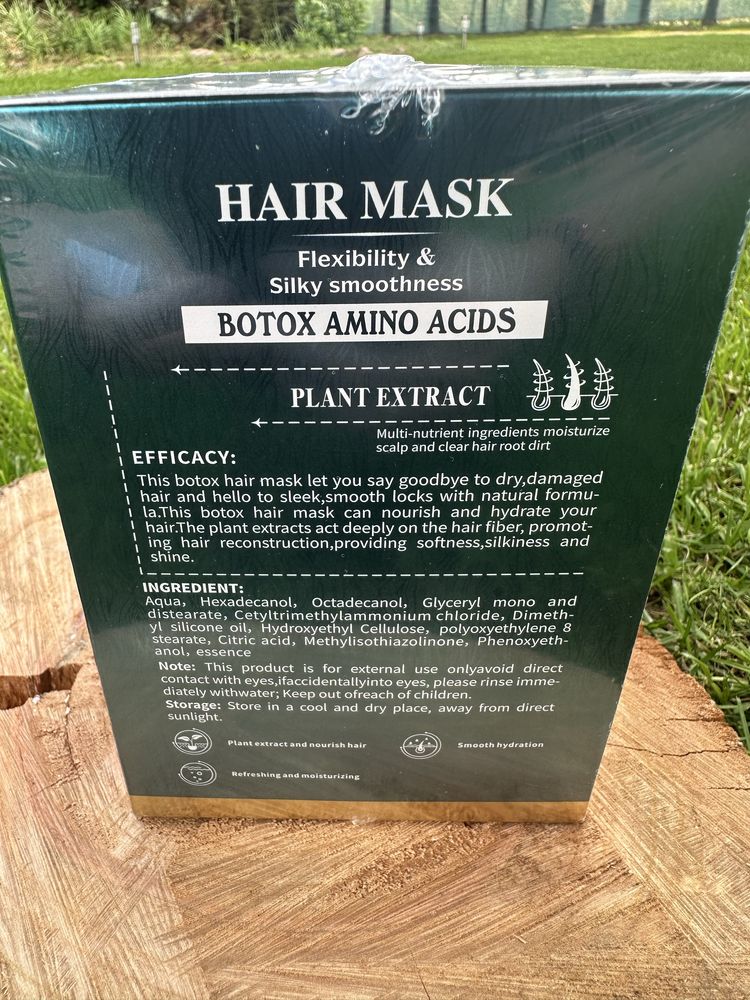 HAIR MASK
Flexibility &
Silky smoothness
BOTOX AMINO ACIDS
PLANT EXTRACT
Multi-nutrient ingredients moisturize
scalp and clear hair root dirt
EFFICACY:
This botox hair mask let you say goodbye to dry,damaged
hair and hello to sleek,smooth locks with natural formu-
la.This botox hair mask can nourish and hydrate your
hair.The plant extracts act deeply on the hair fiber, promot-
ing hair reconstruction,providing softness,silkiness and
shine.
INGREDIENT:
Aqua, Hexadecanol, Octadecanol, Glyceryl mono and
distearate, Cetyltrimethylammonium chloride, Dimeth-
yl silicone oil, Hydroxyethyl Cellulose, polyoxyethylene 8
stearate, Citric acid, Methylisothiazolinone, Phenoxyeth-
anol, essence
Note: This product is for external use onlyavoid direct
contact with eyes,ifaccidentallyinto eyes, please rinse imme-
diately withwater; Keep out ofreach of children.
Storage: Store in a cool and dry place, away from direct
sunlight.
Plant extract and nourish hair
Smooth hydration
Refreshing and moisturizing